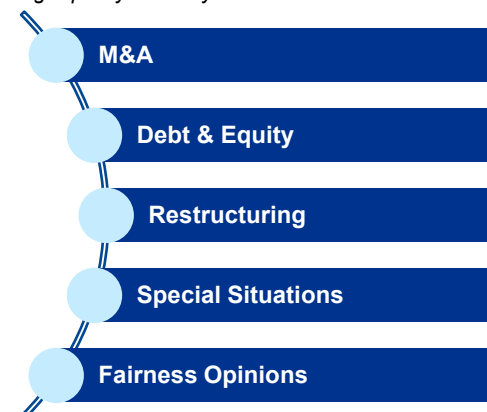 M&A
Debt & Equity
Restructuring
Special Situations
Fairness Opinions